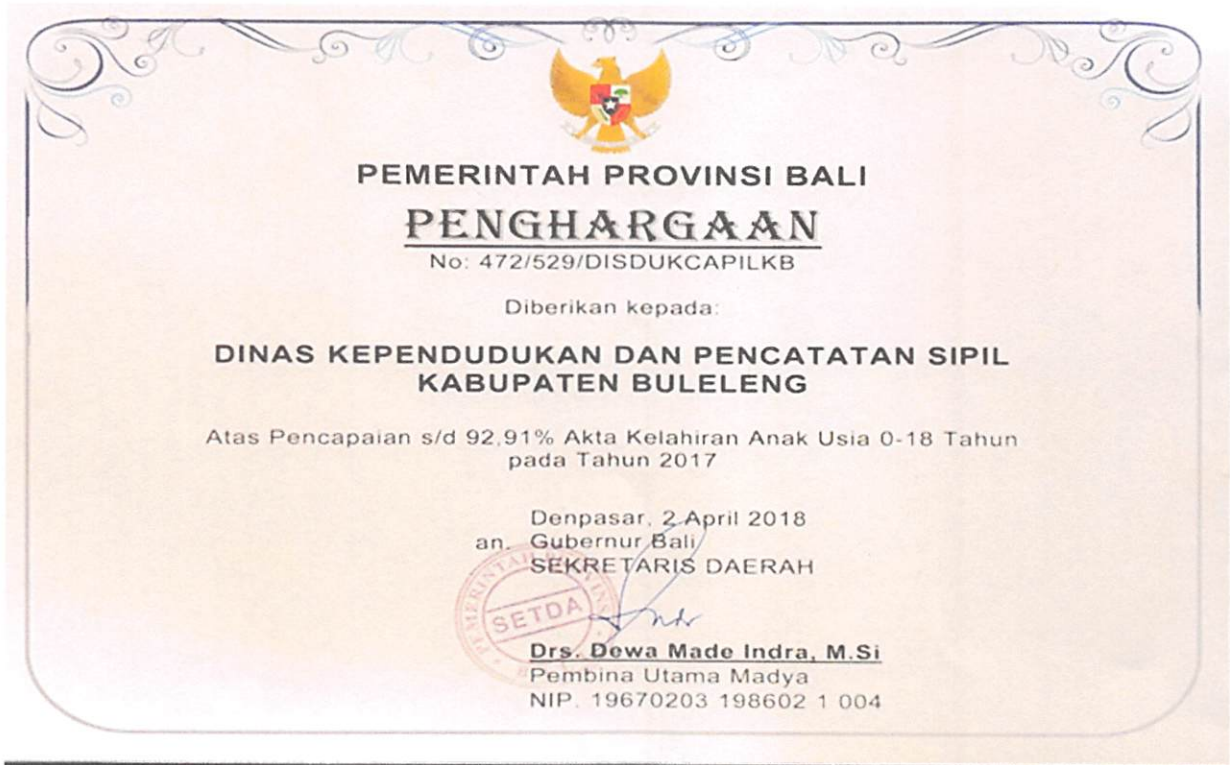 PEMERINTAH PROVINSI BALI
PENGHARGAAN
No: 472/529/DISDUKCAPILKB
Diberikan kepada:
DINAS KEPENDUDUKAN DAN PENCATATAN SIPIL
KABUPATEN BULELENG
Atas Pencapaian s/d 92,91% Akta Kelahiran Anak Usia 0-18 Tahun
pada Tahun 2017
Denpasar, 2 April 2018
an. Gubernur Bali
SEKRETARIS DAERAH
PEMERINTAH PROVINSI
SETDA
Drs. Dewa Made Indra, M.Si
Pembina Utama Madya
NIP. 19670203 198602 1 004